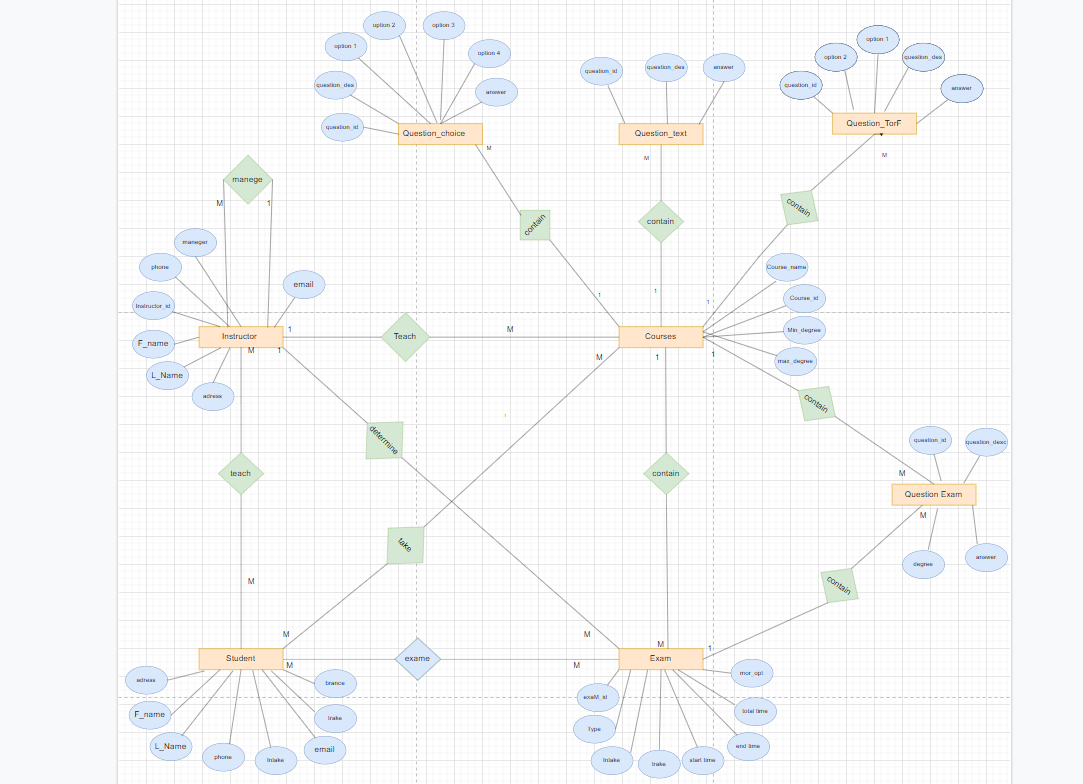 option 2
option 3
option 1
option 4
question_des
answer
question_id
Question_choice
M
question_id
question_des
answer
Question_text
M
option 1
option 2
question_des
question_id
answer
Question_TorF
M
manege
M
1
contain
contain
contain
maneger
phone
email
Instructor_id
F_name
L_Name
adress
Instructor
1
M
1
Teach
M
1
1
1
Courses
M
1
1
Course_name
Course_id
Min_degree
max_degree
contain
determine
question_id
question_desc
M
Question Exam
M
teach
contain
take
degree
answer
contain
M
M
M
M
1
Student
M
exame
M
Exam
adress
F_name
L_Name
phone
Intake
email
trake
brance
exaM_id
Type
Intake
trake
start time
end time
total time
mor_opt